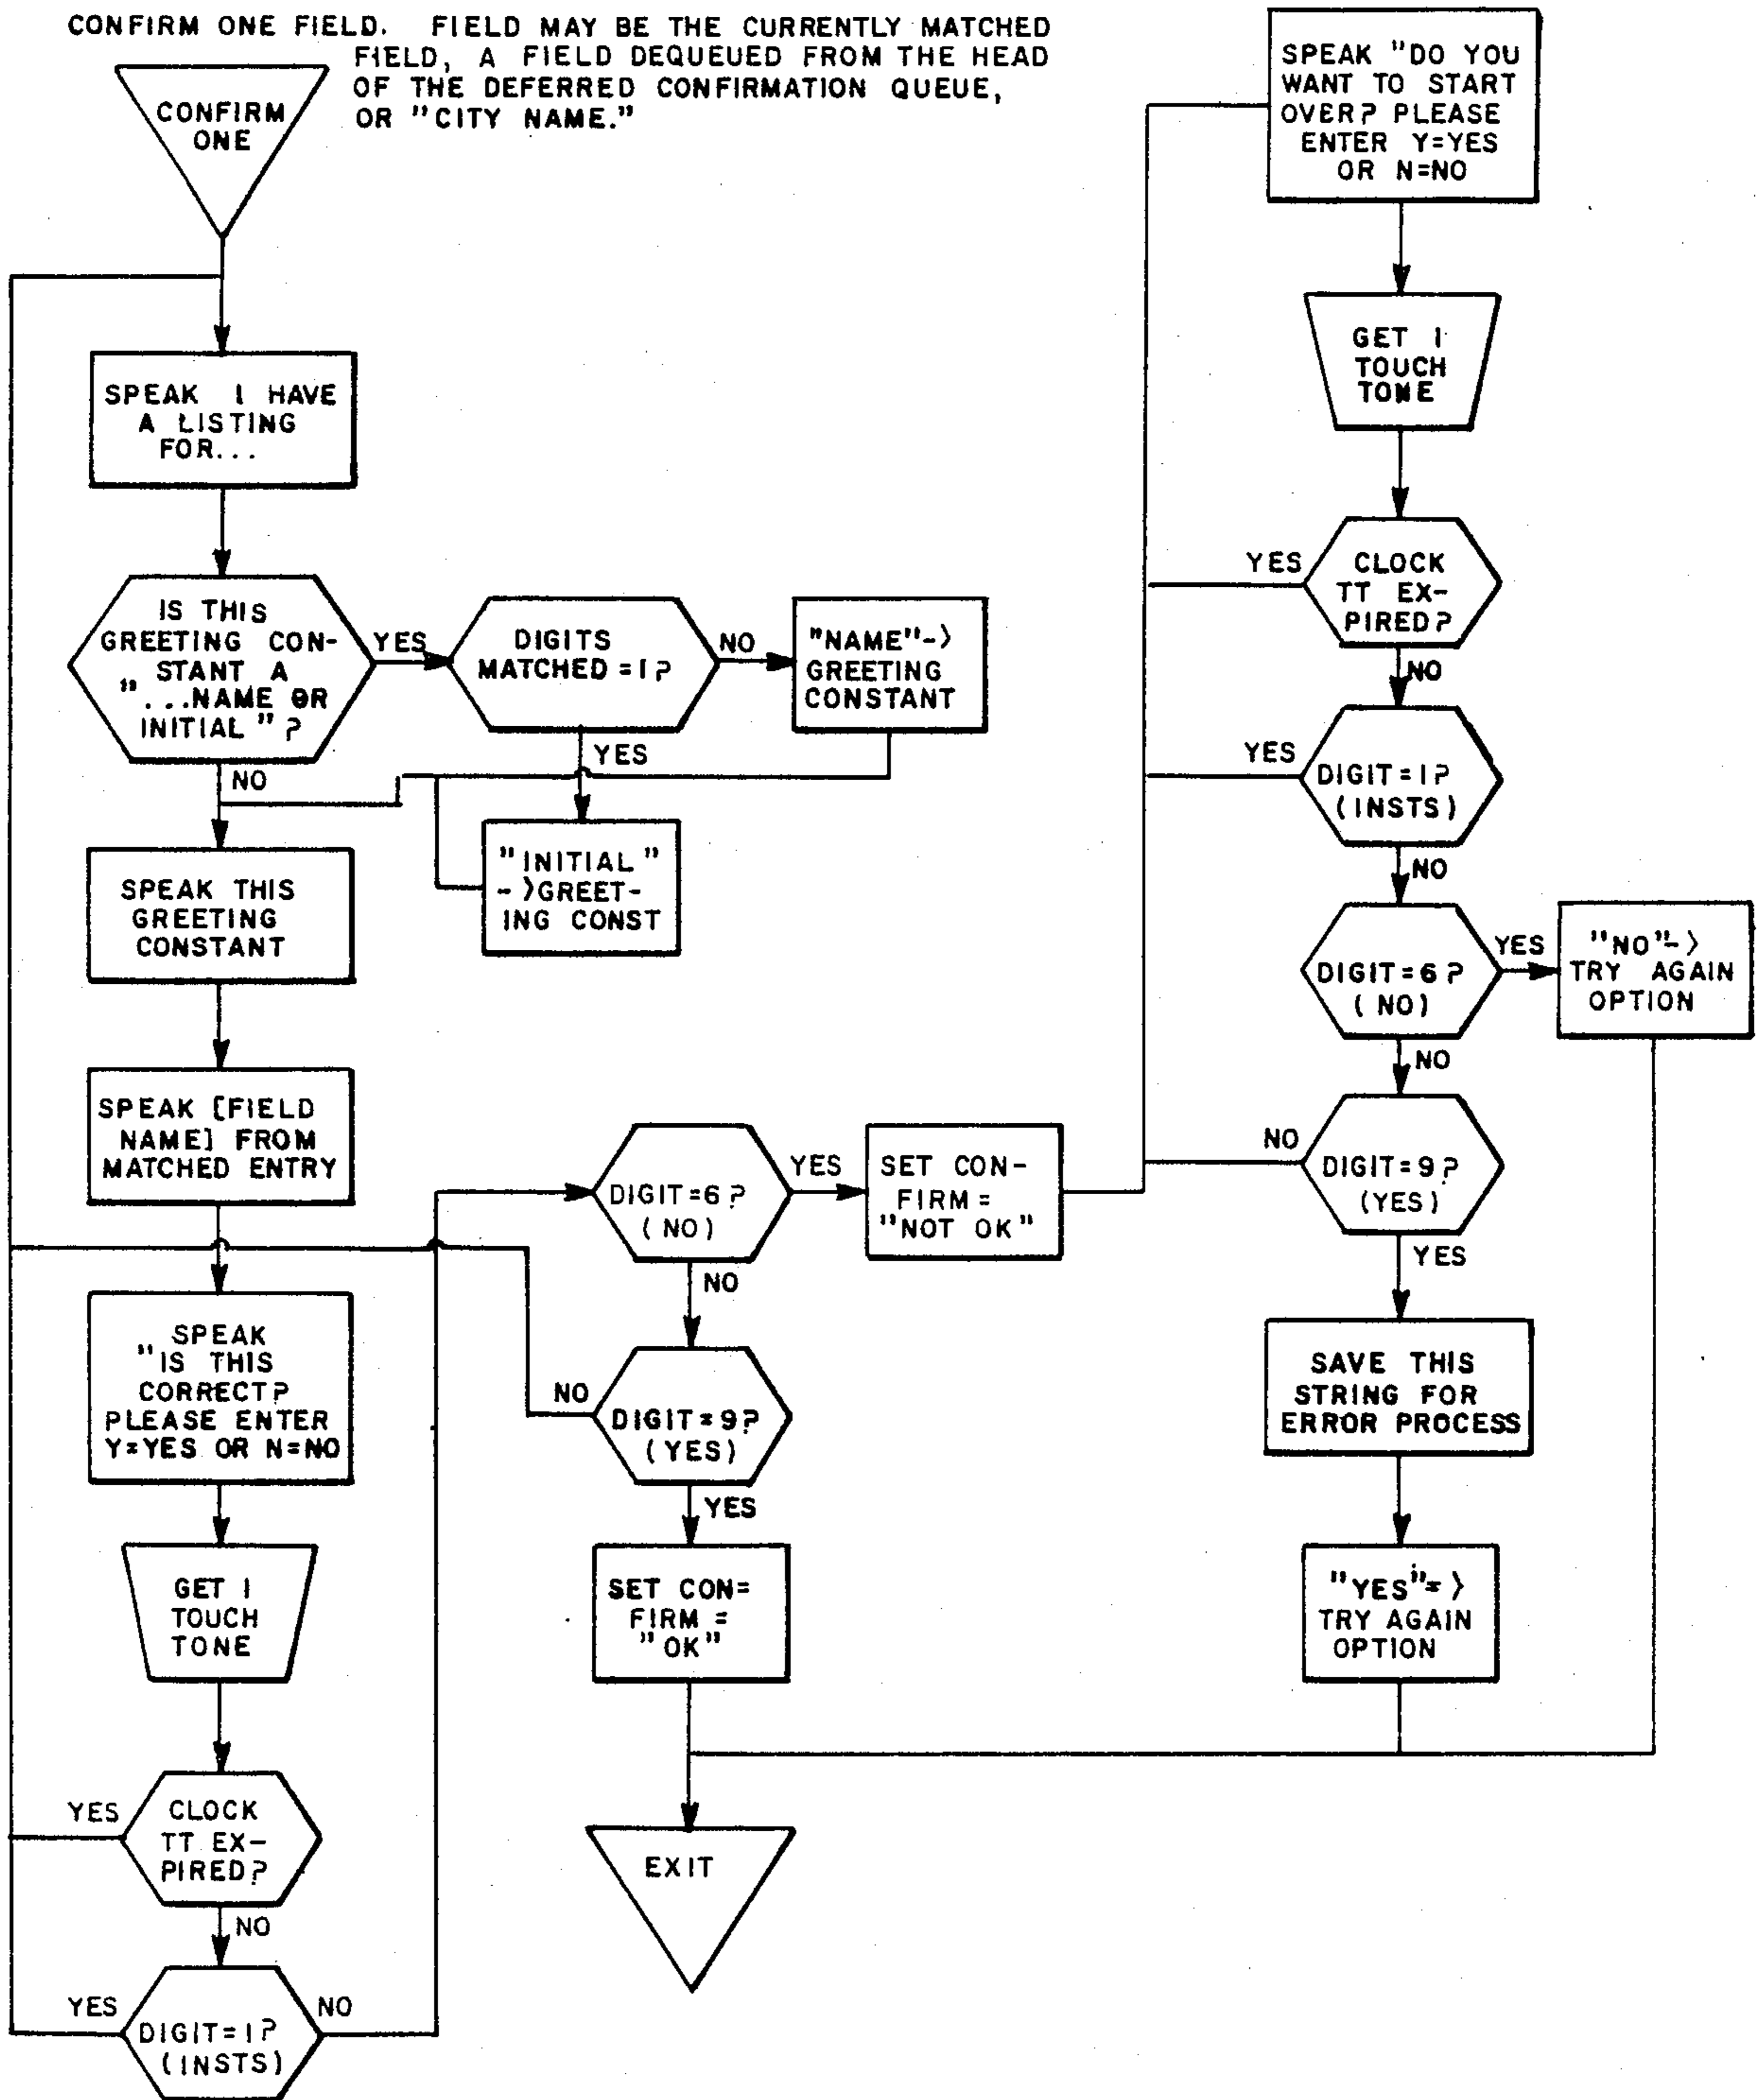 CONFIRM ONE FIELD. FIELD MAY BE THE CURRENTLY MATCHED
FIELD, A FIELD DEQUEUED FROM THE HEAD
OF THE DEFERRED CONFIRMATION QUEUE,
OR "CITY NAME."
CONFIRM
ONE
SPEAK I HAVE
A LISTING
FOR...
IS THIS
GREETING CON-
STANT A
"...NAME OR
INITIAL"?
YES
NO
DIGITS
MATCHED=1?
NO
YES
"NAME"->
GREETING
CONSTANT
"INITIAL"
->GREET-
ING CONST
SPEAK THIS
GREETING
CONSTANT
SPEAK [FIELD
NAME] FROM
MATCHED ENTRY
SPEAK
"IS THIS
CORRECT?
PLEASE ENTER
Y=YES OR N=NO
GET 1
TOUCH
TONE
YES
CLOCK
TT EX-
PIRED?
NO
YES
DIGIT=1?
(INSTS)
NO
DIGIT=6?
(NO)
YES
NO
SET CON-
FIRM=
"NOT OK"
NO
DIGIT=9?
(YES)
YES
SET CON=
FIRM=
"OK"
EXIT
SPEAK "DO YOU
WANT TO START
OVER? PLEASE
ENTER Y=YES
OR N=NO
GET 1
TOUCH
TONE
YES
CLOCK
TT EX-
PIRED?
NO
YES
DIGIT=1?
(INSTS)
NO
DIGIT=6?
(NO)
YES
NO
"NO"->
TRY AGAIN
OPTION
NO
DIGIT=9?
(YES)
YES
SAVE THIS
STRING FOR
ERROR PROCESS
"YES"=>
TRY AGAIN
OPTION